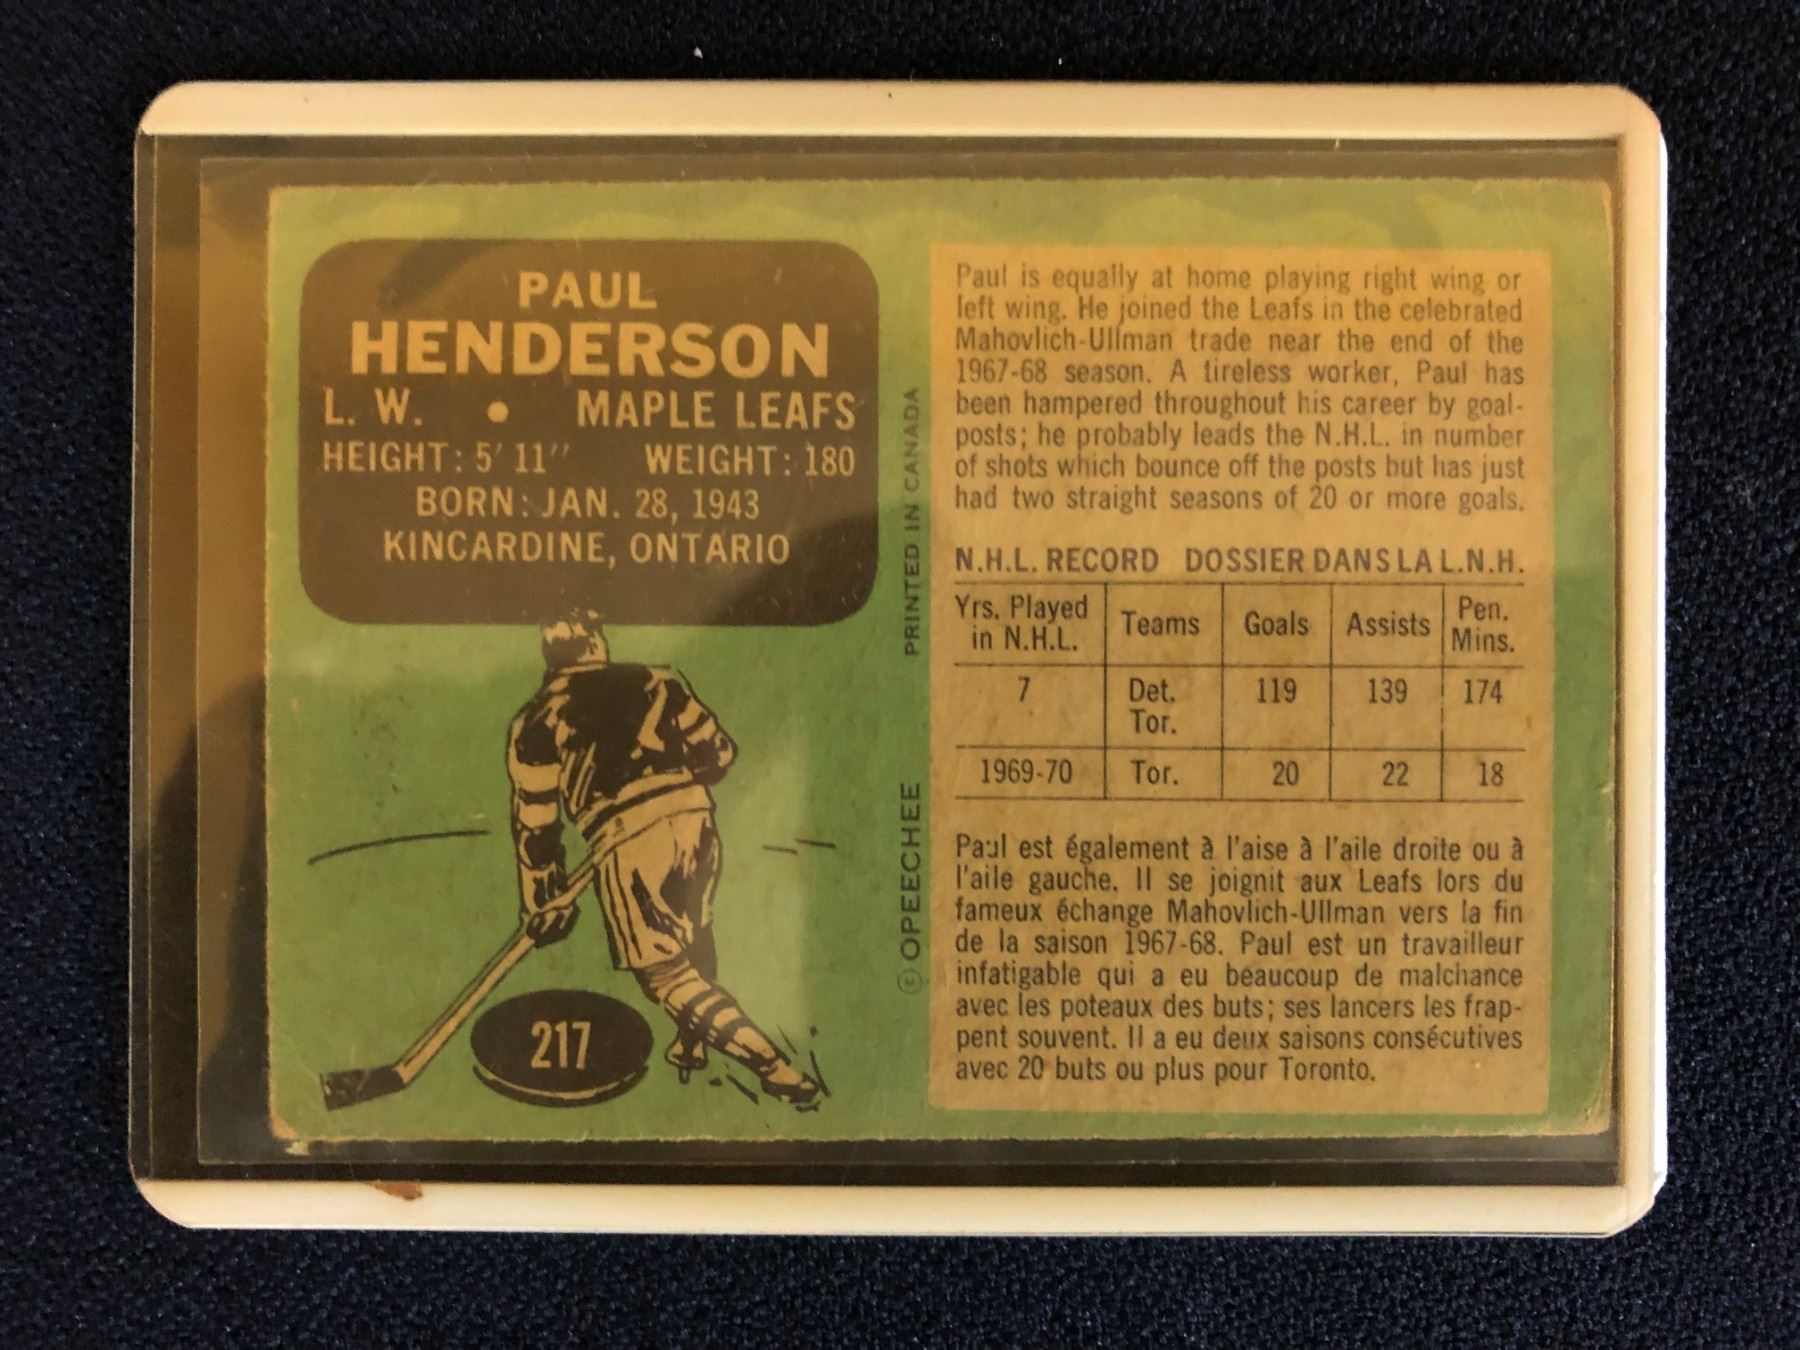 PAUL
HENDERSON
L. W. • MAPLE LEAFS
HEIGHT: 5' 11" WEIGHT: 180
BORN: JAN. 28, 1943
KINCARDINE, ONTARIO
217
© OPEECHEE PRINTED IN CANADA
Paul is equally at home playing right wing or
left wing. He joined the Leafs in the celebrated
Mahovlich-Ullman trade near the end of the
1967-68 season. A tireless worker, Paul has
been hampered throughout his career by goal-
posts; he probably leads the N.H.L. in number
of shots which bounce off the posts but has just
had two straight seasons of 20 or more goals.
N.H.L. RECORD DOSSIER DANS LA L.N.H.
Yrs. Played in N.H.L. Teams Goals Assists Pen. Mins.
7 Det. Tor. 119 139 174
1969-70 Tor. 20 22 18
Paul est également à l'aise à l'aile droite ou à
l'aile gauche. Il se joignit aux Leafs lors du
fameux échange Mahovlich-Ullman vers la fin
de la saison 1967-68. Paul est un travailleur
infatigable qui a eu beaucoup de malchance
avec les poteaux des buts; ses lancers les frap-
pent souvent. Il a eu deux saisons consécutives
avec 20 buts ou plus pour Toronto.